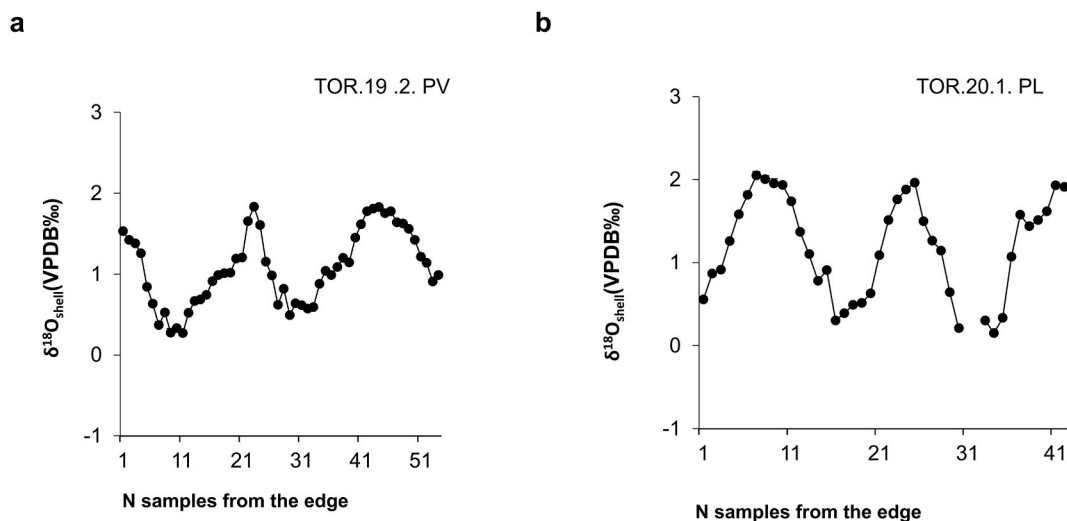 a
TOR.19 .2. PV
3
2
1
0
-1
δ¹⁸Oshell(VPDB‰)
1 11 21 31 41 51
N samples from the edge
b
TOR.20.1. PL
3
2
1
0
-1
δ¹⁸Oshell(VPDB‰)
1 11 21 31 41
N samples from the edge